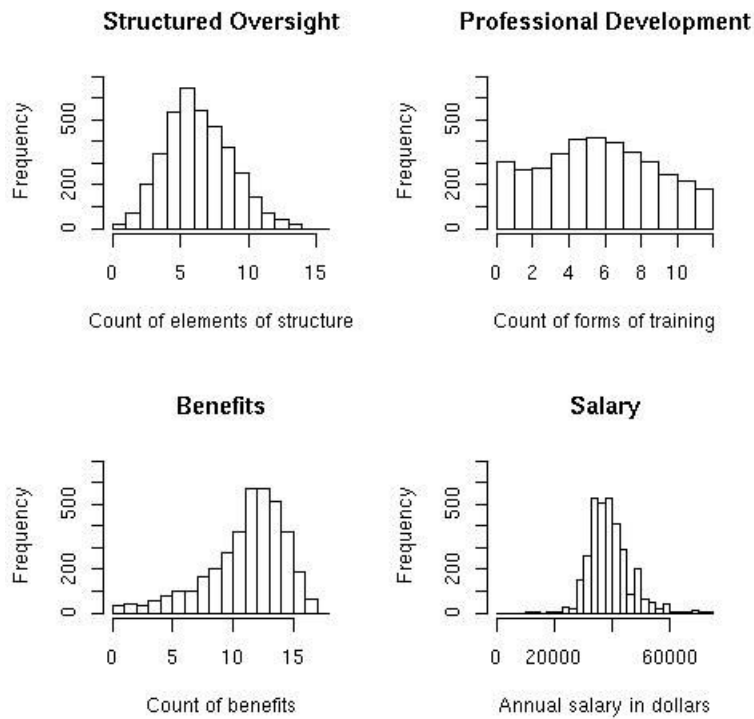 Structured Oversight
Frequency
0 200 500
0 5 10 15
Count of elements of structure
Professional Development
Frequency
0 200 500
0 2 4 6 8 10
Count of forms of training
Benefits
Frequency
0 200 500
0 5 10 15
Count of benefits
Salary
Frequency
0 200 500
0 20000 60000
Annual salary in dollars